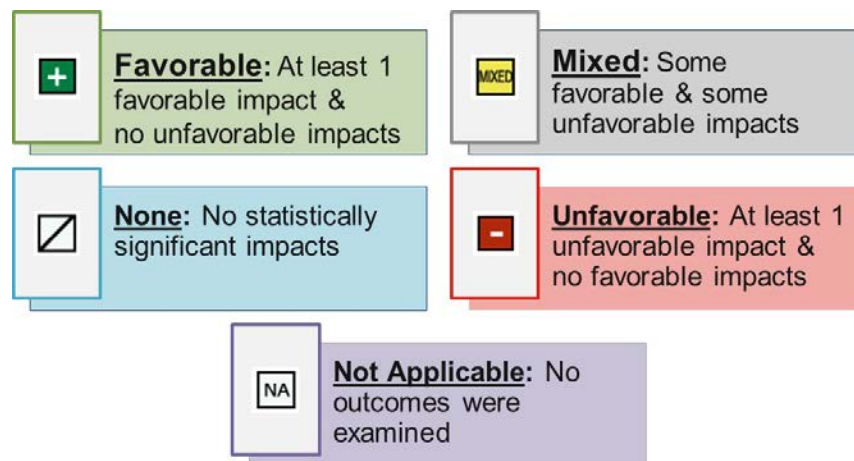 +
Favorable: At least 1
favorable impact &
no unfavorable impacts
MIXED
Mixed: Some
favorable & some
unfavorable impacts
None: No statistically
significant impacts
-
Unfavorable: At least 1
unfavorable impact &
no favorable impacts
NA
Not Applicable: No
outcomes were
examined